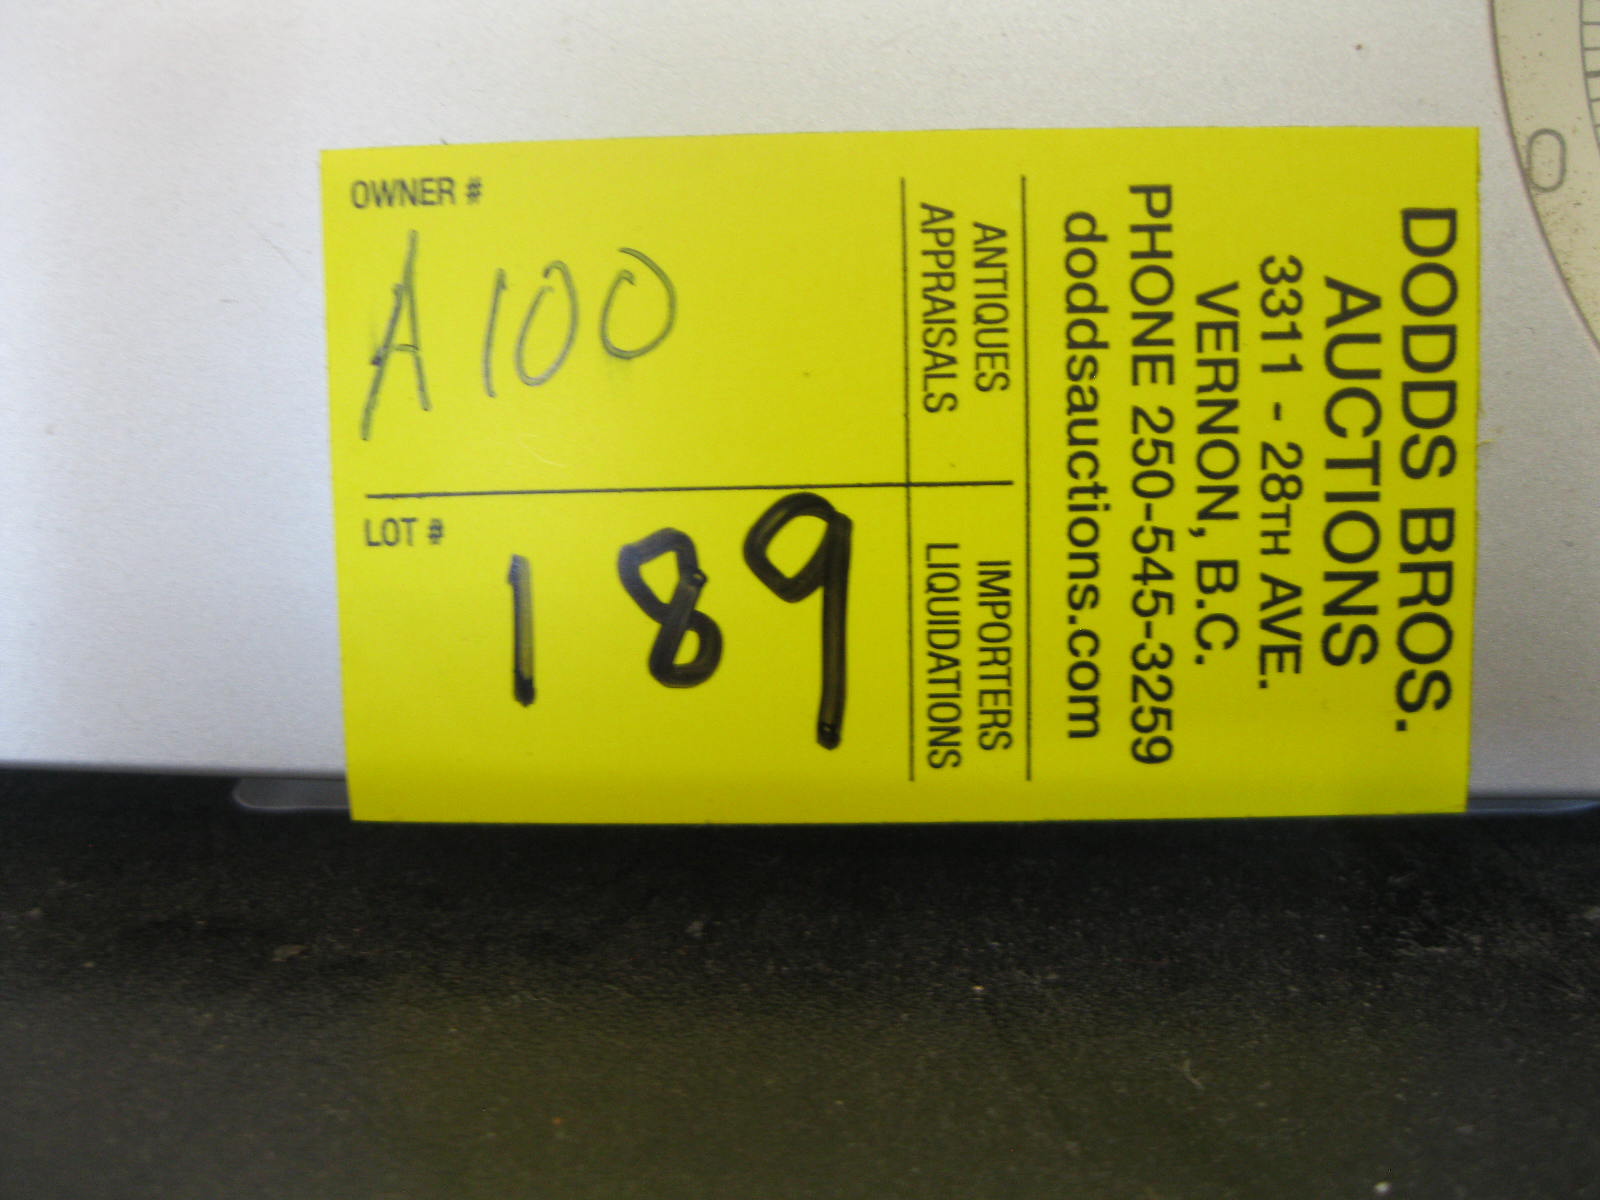 DODDS BROS.
AUCTIONS
3311 - 28TH AVE.
VERNON, B.C.
PHONE 250-545-3259
doddsauctions.com
ANTIQUES
APPRAISALS
IMPORTERS
LIQUIDATIONS
OWNER #
A 100
LOT #
189